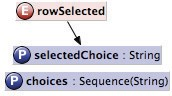 E rowSelected
P selectedChoice : String
P choices : Sequence(String)